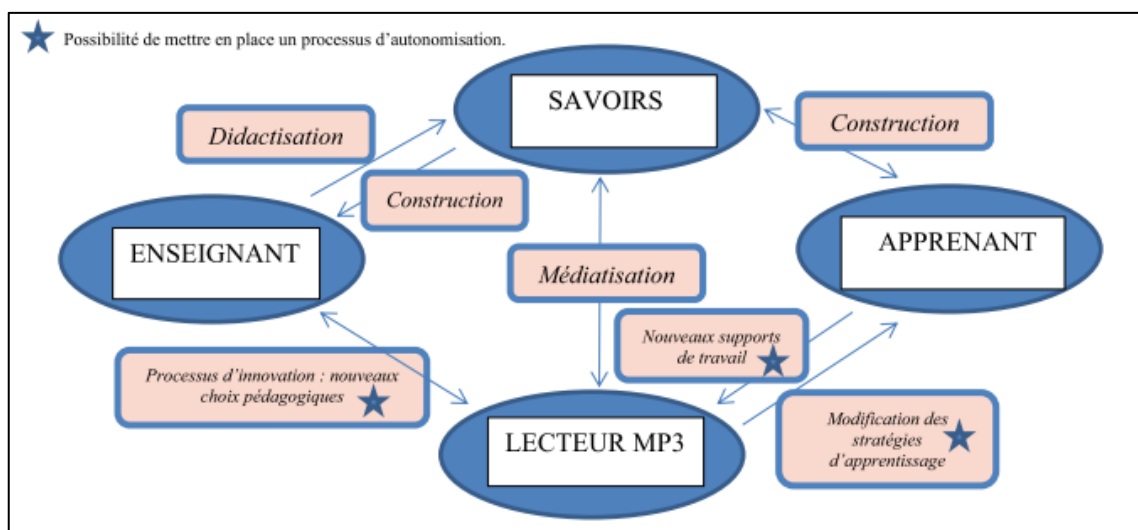 Possibilité de mettre en place un processus d'autonomisation.
SAVOIRS
Didactisation
Construction
Construction
ENSEIGNANT
APPRENANT
Médiatisation
Nouveaux supports
de travail
Processus d'innovation : nouveaux
choix pédagogiques
LECTEUR MP3
Modification des
stratégies
d'apprentissage